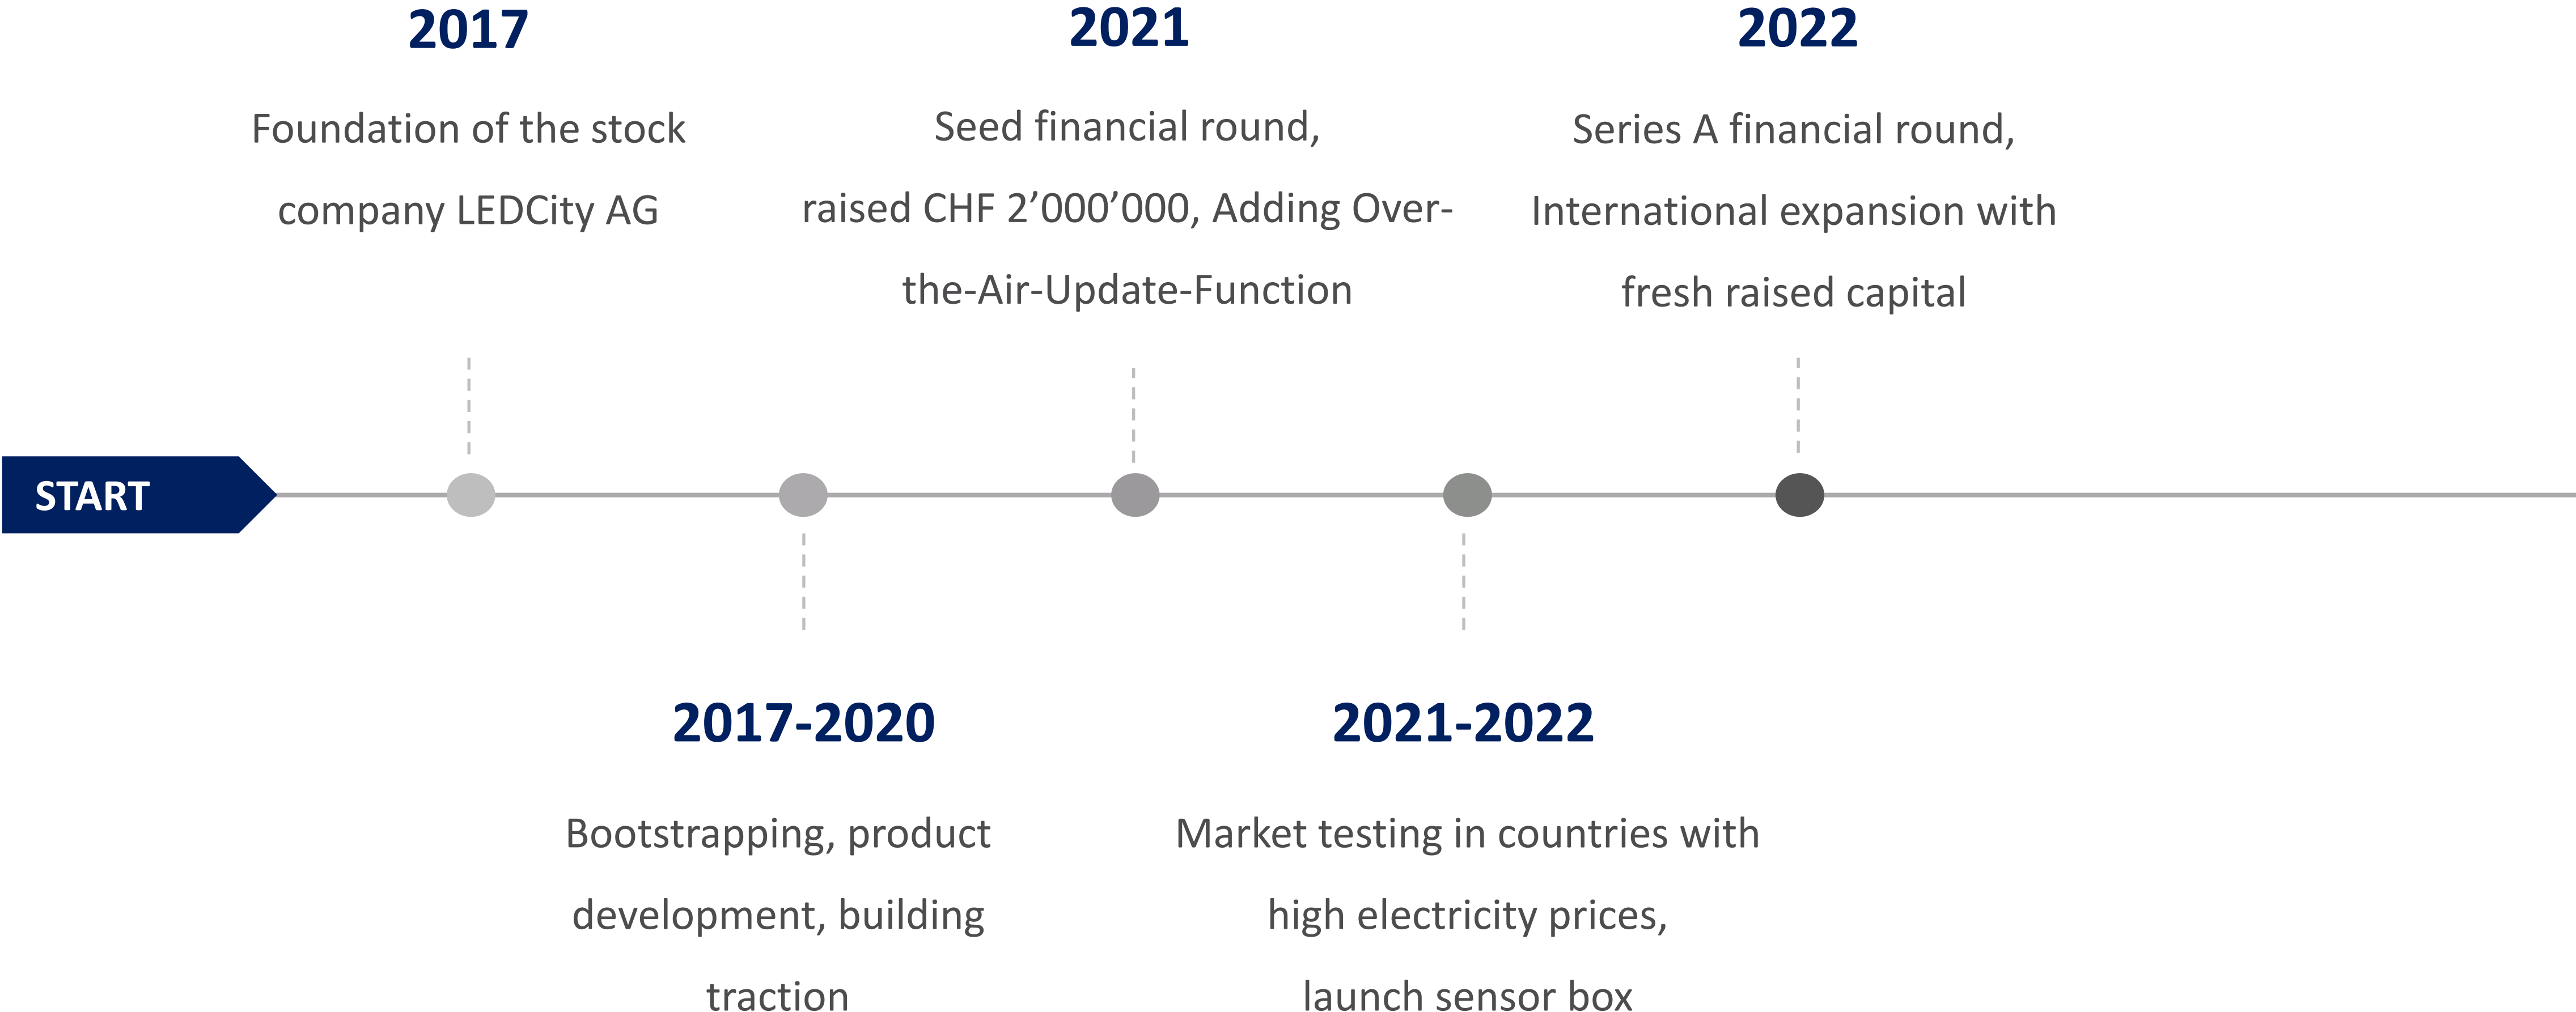 2017
Foundation of the stock
company LEDCity AG
2021
Seed financial round,
raised CHF 2’000’000, Adding Over-
the-Air-Update-Function
2022
Series A financial round,
International expansion with
fresh raised capital
START
2017-2020
Bootstrapping, product
development, building
traction
2021-2022
Market testing in countries with
high electricity prices,
launch sensor box